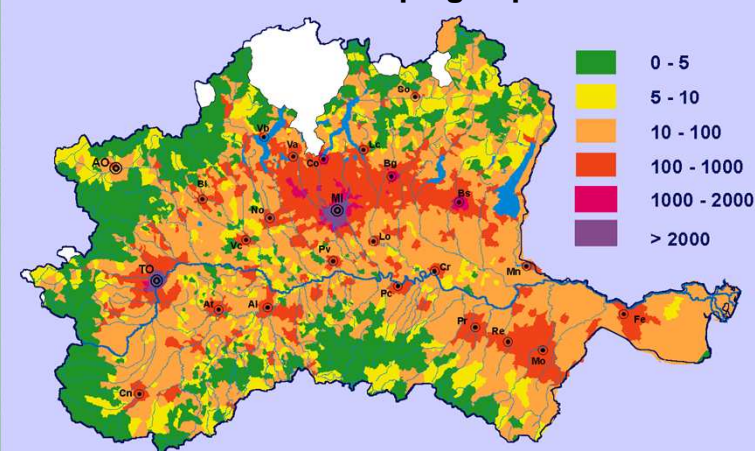 0 - 5
5 - 10
10 - 100
100 - 1000
1000 - 2000
> 2000
So
Vb
Va
Lc
Co
AO
Bg
Bi
MI
Bs
No
Vc
Lo
Pv
TO
Cr
Mn
Pc
At
Al
Fe
Pr
Re
Mo
Cn